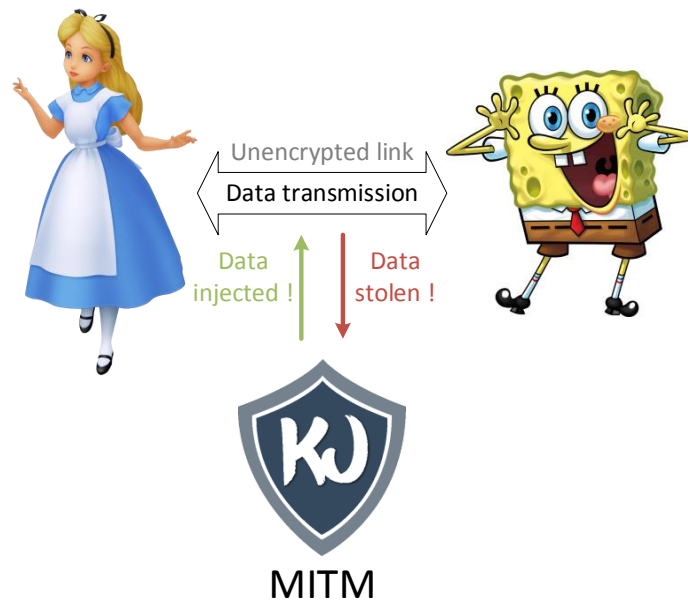 Unencrypted link
Data transmission
Data
injected !
Data
stolen !
KJ
MITM